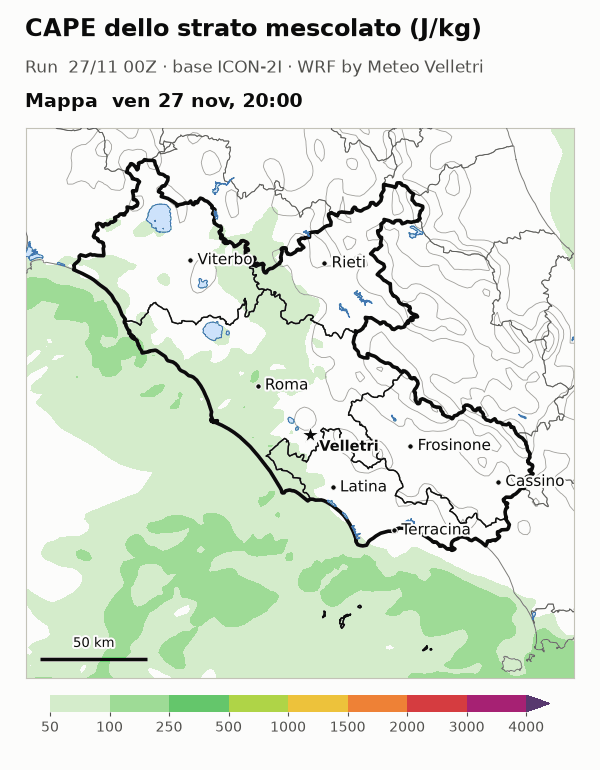 CAPE dello strato mescolato (J/kg)
Run  27/11 00Z · base ICON-2I · WRF by Meteo Velletri
Mappa  ven 27 nov, 20:00
Viterbo
Rieti
Roma
Velletri
Frosinone
Cassino
Latina
Terracina
50 km
50 100 250 500 1000 1500 2000 3000 4000